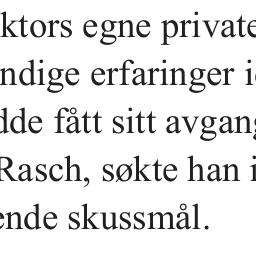 ktors egne private
ndige erfaringer i
dde fått sitt avgang
Rasch, søkte han i
ende skussmål.